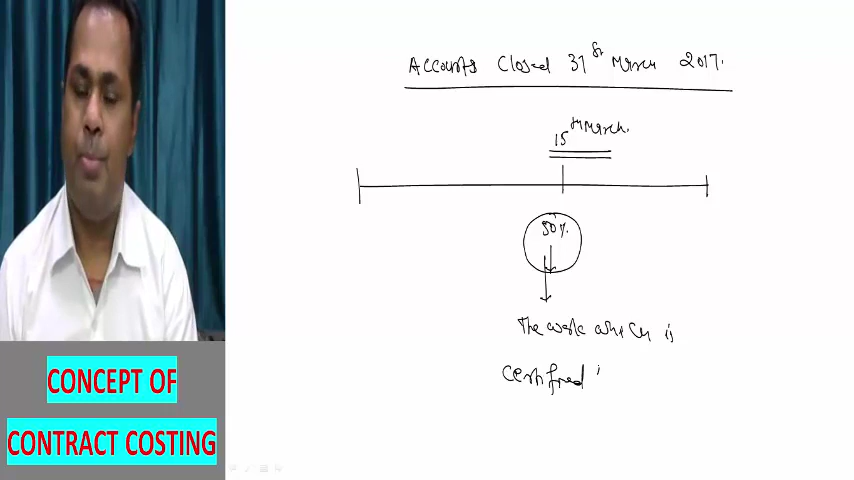 Accounts Closed 31st March 2017.
15th March.
50%.
The work which is
Certified i
CONCEPT OF
CONTRACT COSTING